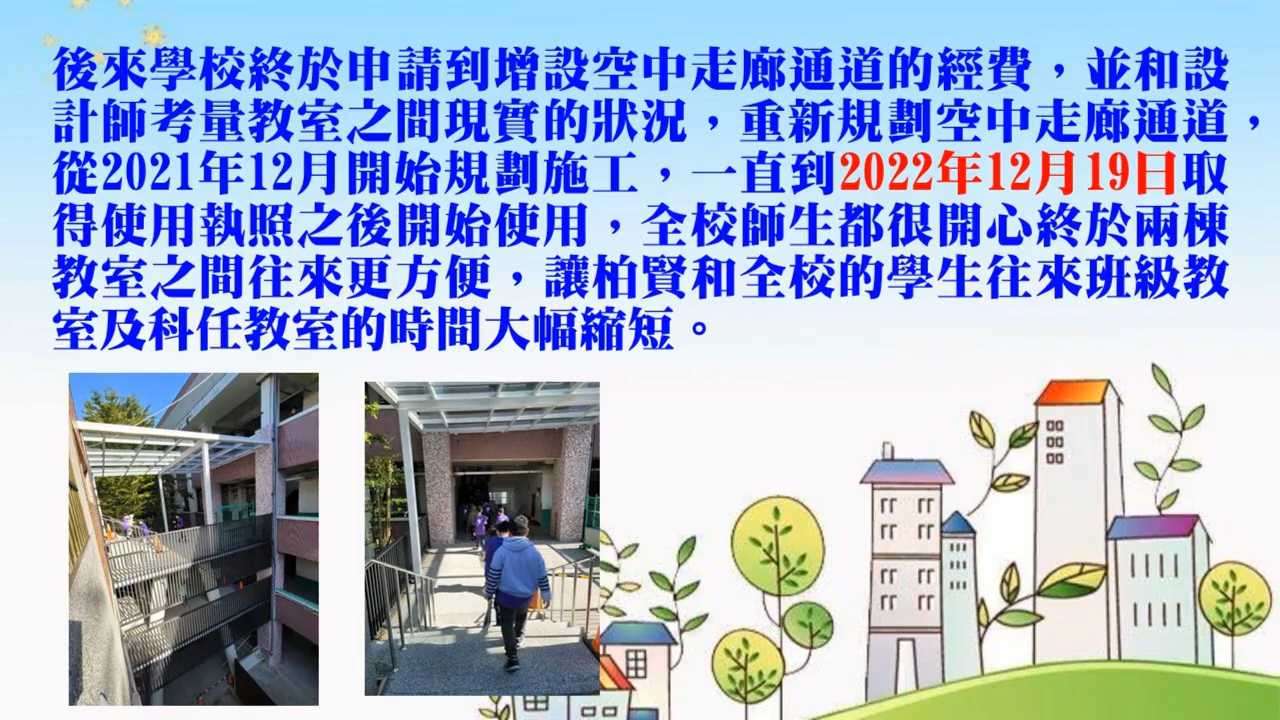 後來學校終於申請到增設空中走廊通道的經費，並和設
計師考量教室之間現實的狀況，重新規劃空中走廊通道，
從2021年12月開始規劃施工，一直到2022年12月19日取
得使用執照之後開始使用，全校師生都很開心終於兩棟
教室之間往來更方便，讓柏賢和全校的學生往來班級教
室及科任教室的時間大幅縮短。